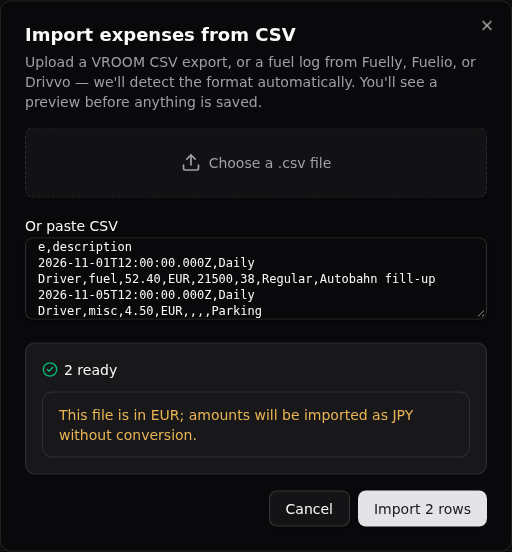 Import expenses from CSV
Upload a VROOM CSV export, or a fuel log from Fuelly, Fuelio, or
Drivvo — we'll detect the format automatically. You'll see a
preview before anything is saved.
Choose a .csv file
Or paste CSV
e,description
2026-11-01T12:00:00.000Z,Daily
Driver,fuel,52.40,EUR,21500,38,Regular,Autobahn fill-up
2026-11-05T12:00:00.000Z,Daily
Driver,misc,4.50,EUR,,,,Parking
2 ready
This file is in EUR; amounts will be imported as JPY
without conversion.
Cancel
Import 2 rows